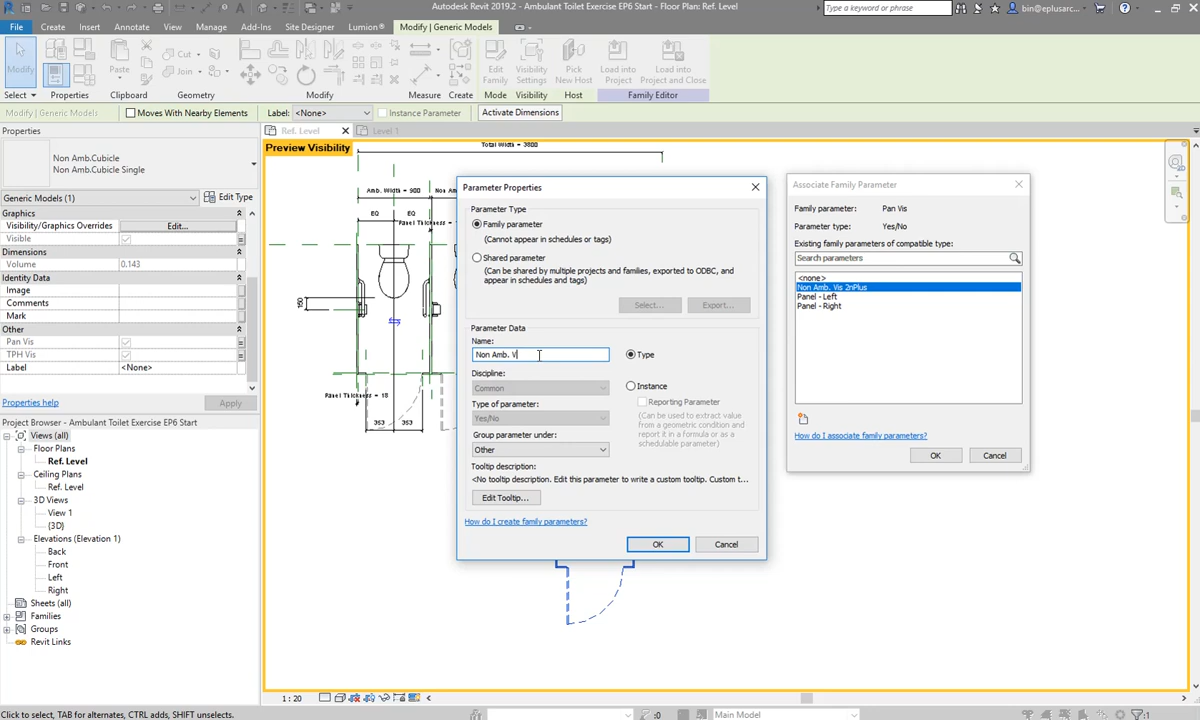 Autodesk Revit 2019.2 - Ambulant Toilet Exercise EP6 Start - Floor Plan: Ref. Level
Type a keyword or phrase
bin@eplusarc...
File Create Insert Annotate View Manage Add-Ins Site Designer Lumion® Modify | Generic Models
Modify Paste Cut Join Edit Family Visibility Settings Pick New Host Load into Project Load into Project and Close
Select Properties Clipboard Geometry Modify Measure Create Mode Visibility Host Family Editor
Modify | Generic Models Moves With Nearby Elements Label: <None> Instance Parameter Activate Dimensions
Properties
Ref. Level
Level 1
Non Amb.Cubicle
Non Amb.Cubicle Single
Generic Models (1) Edit Type
Graphics
Visibility/Graphics Overrides Edit...
Visible
Dimensions
Volume 0.143
Identity Data
Image
Comments
Mark
Other
Pan Vis
TPH Vis
Label <None>
Properties help Apply
Project Browser - Ambulant Toilet Exercise EP6 Start
Views (all)
Floor Plans
Ref. Level
Ceiling Plans
Ref. Level
3D Views
View 1
{3D}
Elevations (Elevation 1)
Back
Front
Left
Right
Sheets (all)
Families
Groups
Revit Links
Preview Visibility
Total Width = 3800
Amb. Width = 900 Non Am
EQ EQ
Panel Thickness =
150
Panel Thickness = 18
353 353
Parameter Properties
Parameter Type
Family parameter
(Cannot appear in schedules or tags)
Shared parameter
(Can be shared by multiple projects and families, exported to ODBC, and
appear in schedules and tags)
Select... Export...
Parameter Data
Name:
Non Amb. V
Type
Discipline:
Common
Instance
Reporting Parameter
(Can be used to extract value
from a geometric condition and
report it in a formula or as a
schedulable parameter)
Type of parameter:
Yes/No
Group parameter under:
Other
Tooltip description:
<No tooltip description. Edit this parameter to write a custom tooltip. Custom t...
Edit Tooltip...
How do I create family parameters?
OK Cancel
Associate Family Parameter
Family parameter: Pan Vis
Parameter type: Yes/No
Existing family parameters of compatible type:
Search parameters
<none>
Non Amb. Vis 2nPlus
Panel - Left
Panel - Right
How do I associate family parameters?
OK Cancel
1 : 20
Click to select, TAB for alternates, CTRL adds, SHIFT unselects.
:0
Main Model
:1